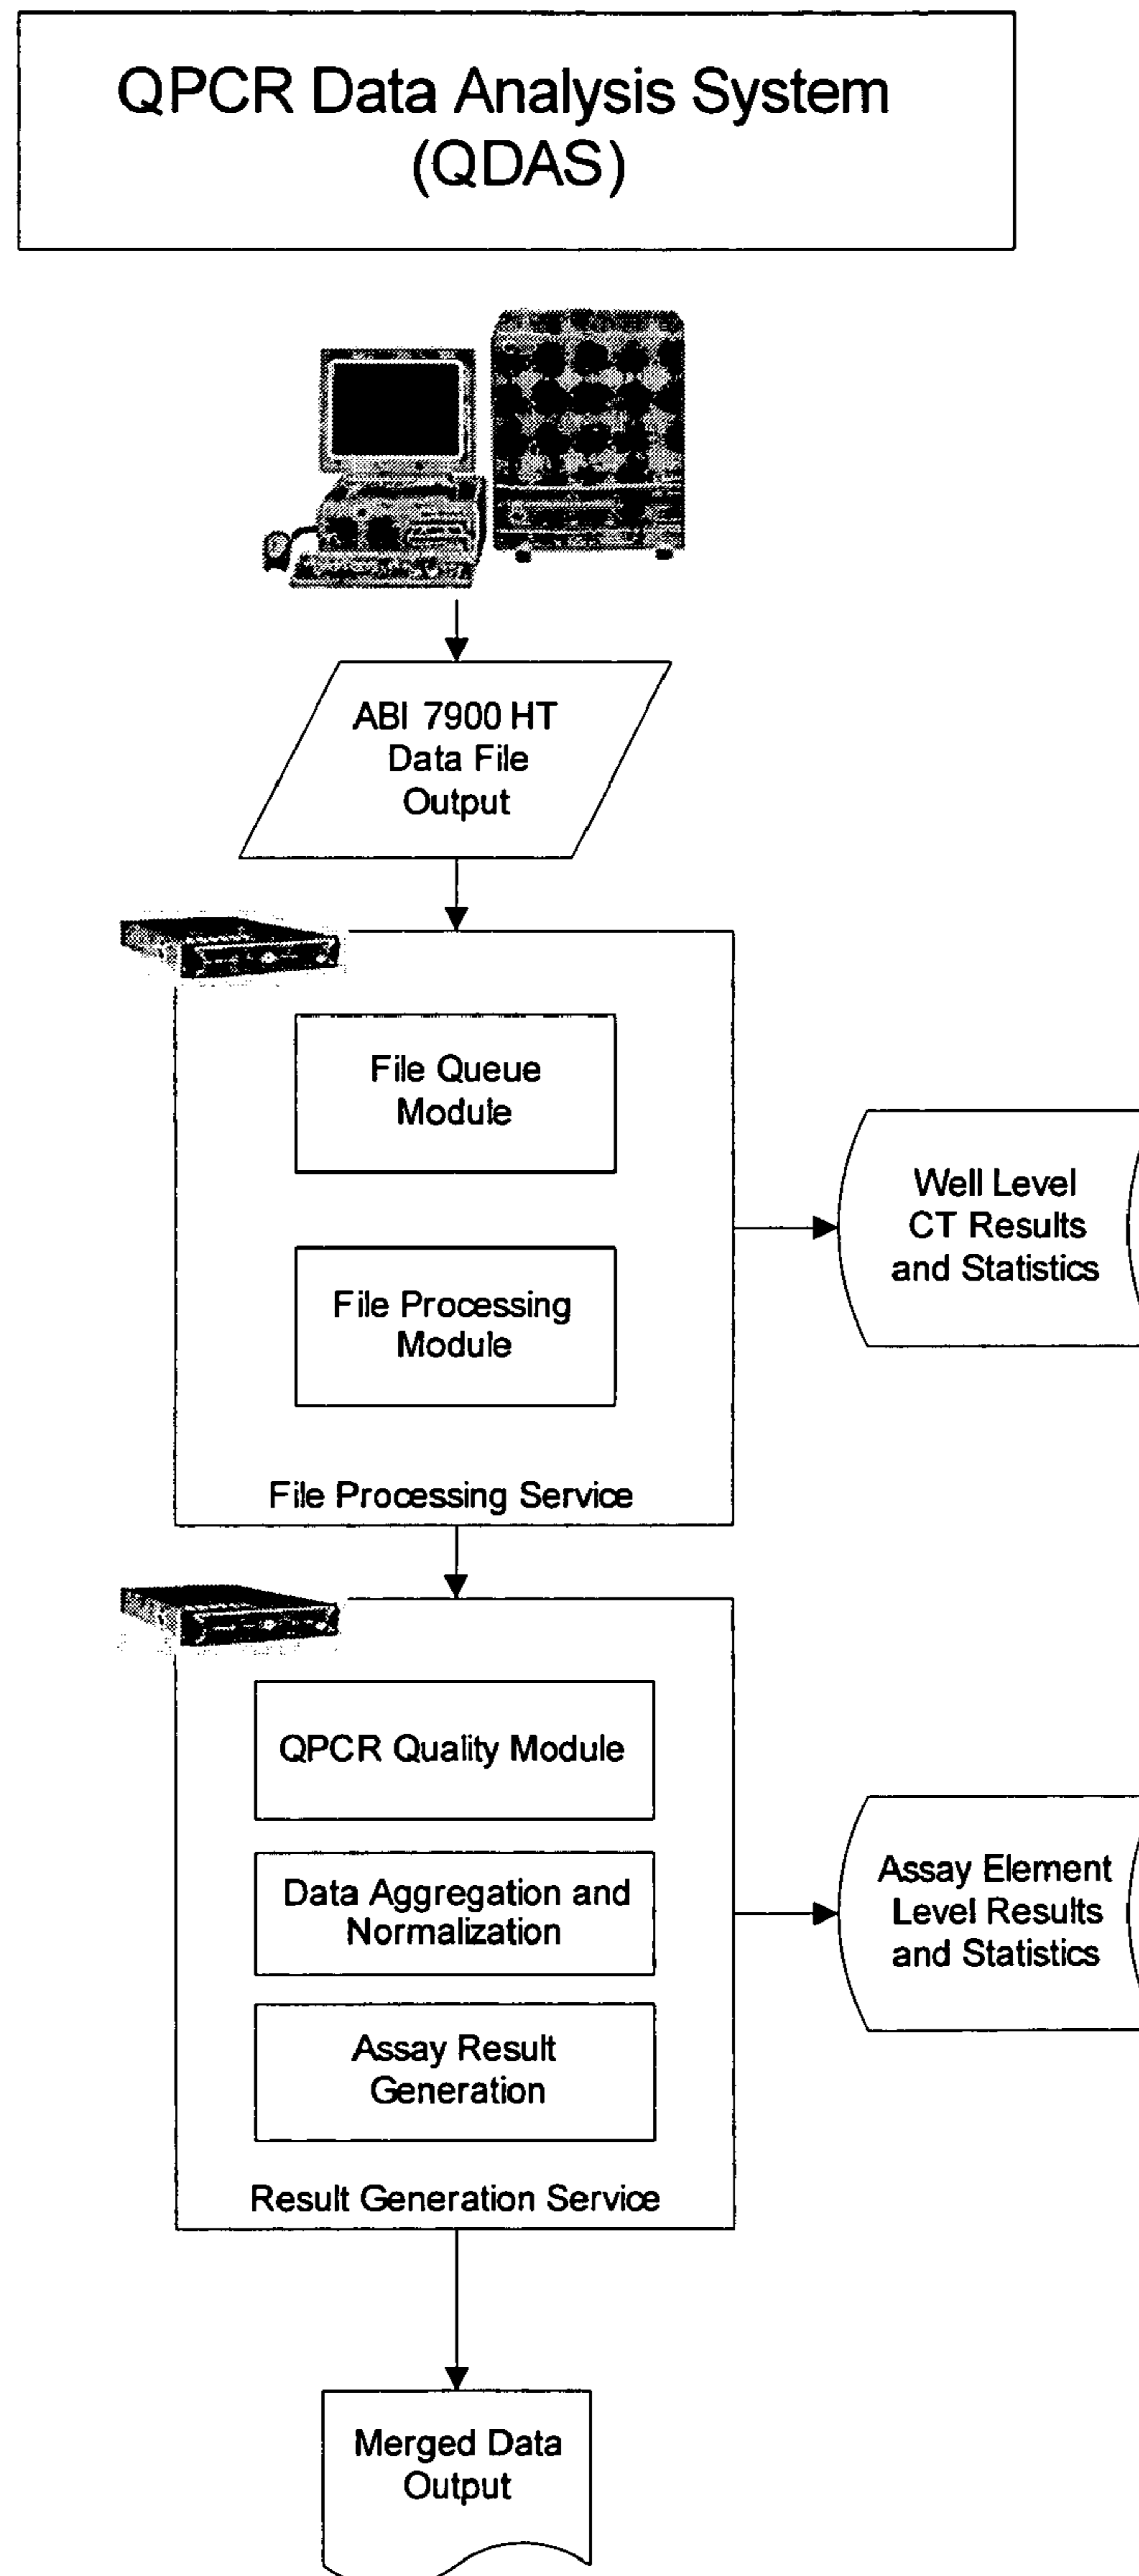 QPCR Data Analysis System
(QDAS)
ABI 7900 HT
Data File
Output
File Queue
Module
File Processing
Module
File Processing Service
Well Level
CT Results
and Statistics
QPCR Quality Module
Data Aggregation and
Normalization
Assay Result
Generation
Result Generation Service
Assay Element
Level Results
and Statistics
Merged Data
Output